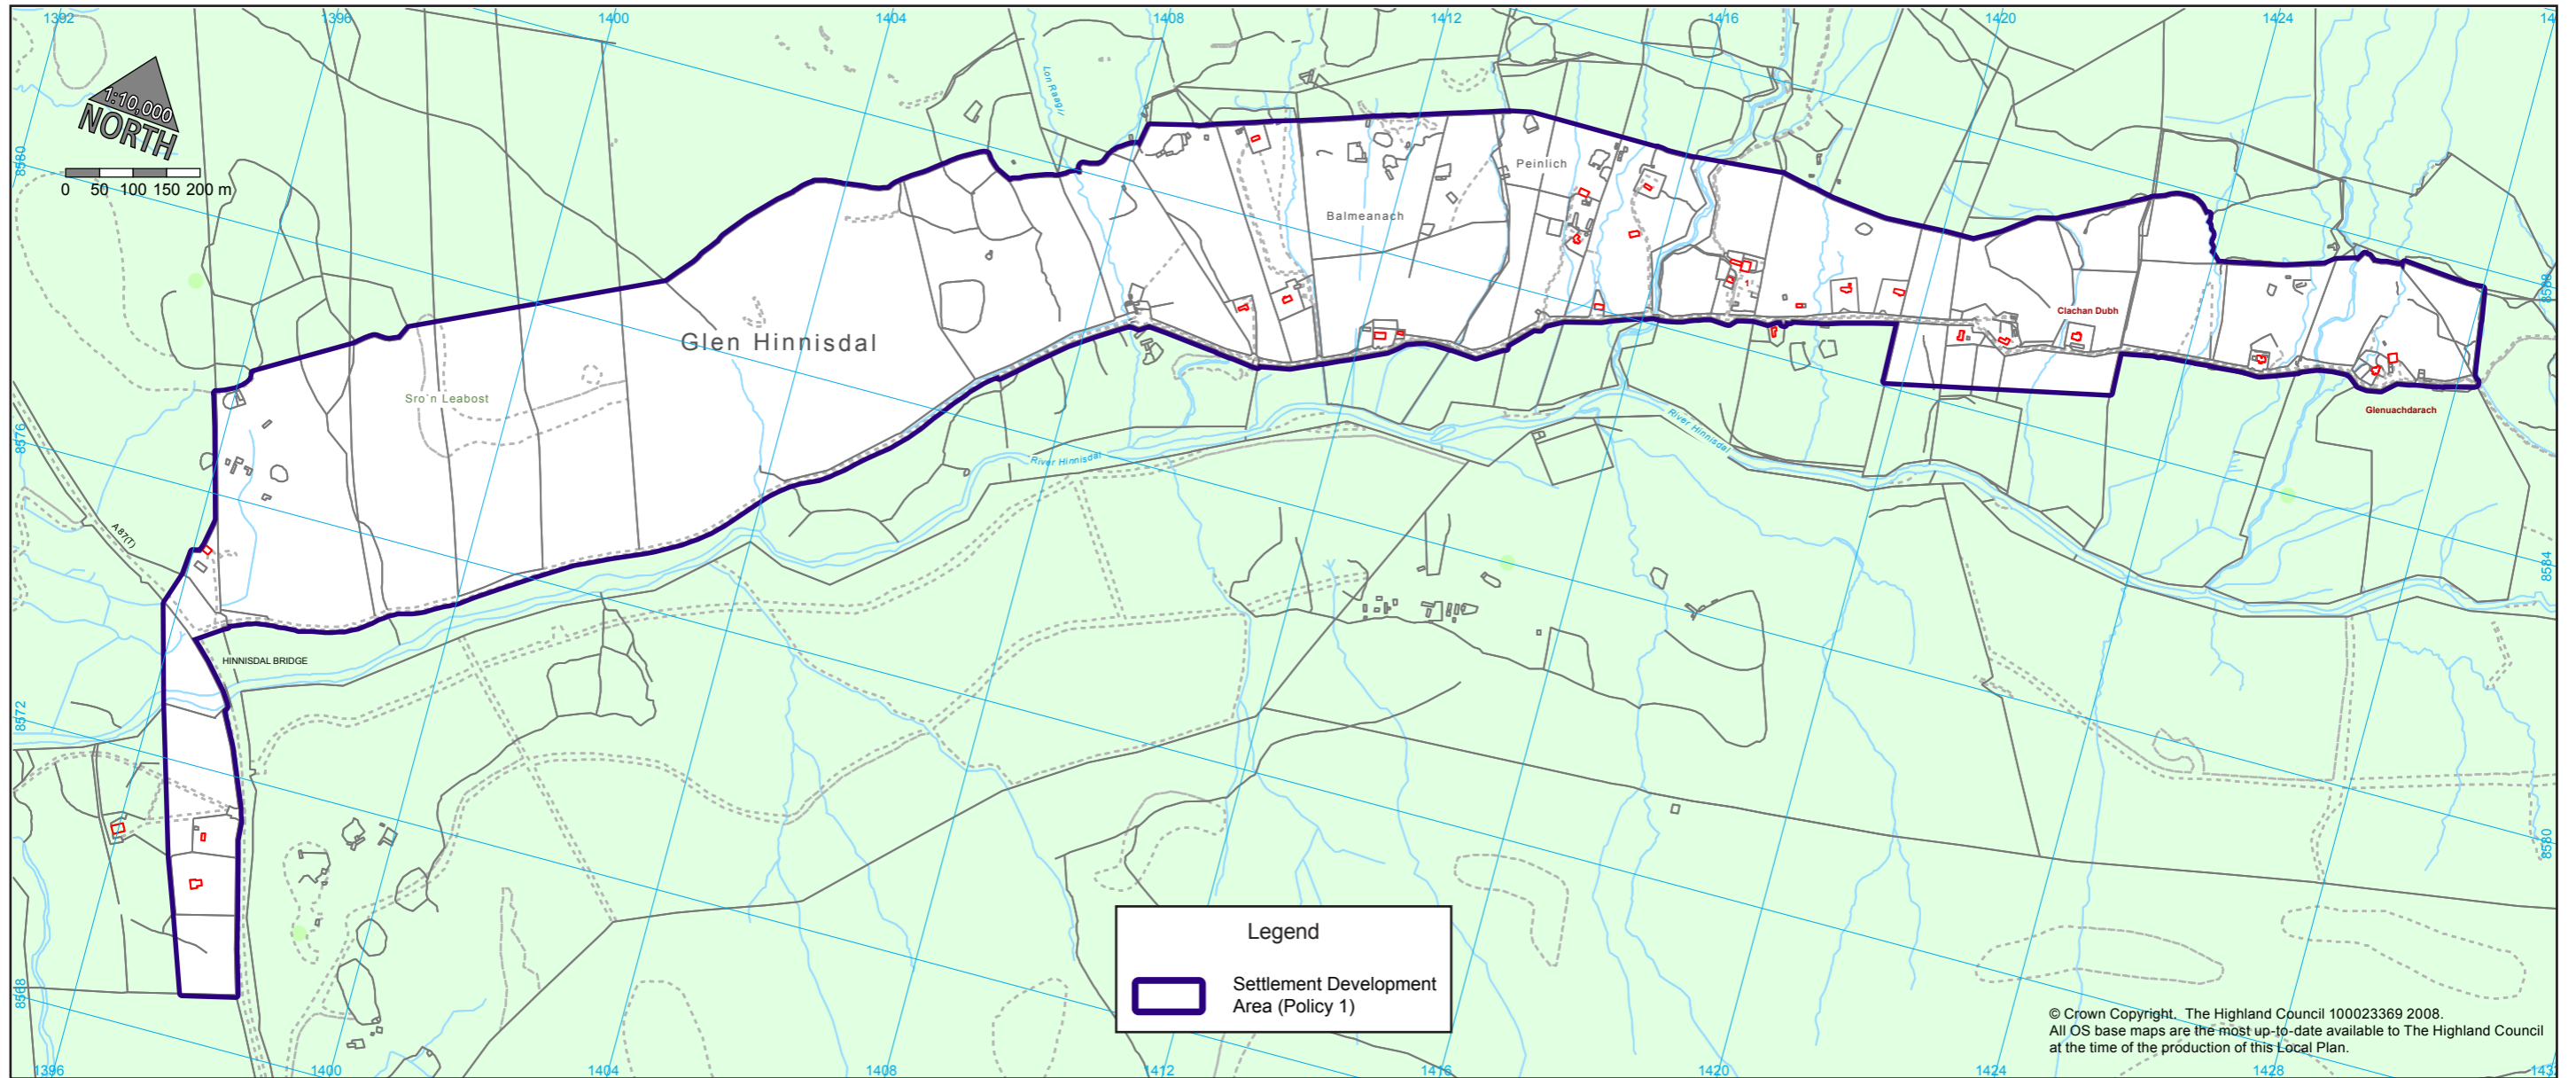 1392
1396
1400
1404
1408
1412
1416
1420
1424
14
1:10,000
NORTH
0 50 100 150 200 m
8580
8576
8572
8568
Lon Raagil
Peinlich
Balmeanach
Glen Hinnisdal
Sro`n Leabost
1
Clachan Dubh
Glenuachdarach
8588
8584
8580
River Hinnisdal
River Hinnisdal
A 87(T)
HINNISDAL BRIDGE
Legend
Settlement Development
Area (Policy 1)
© Crown Copyright. The Highland Council 100023369 2008.
All OS base maps are the most up-to-date available to The Highland Council
at the time of the production of this Local Plan.
1396
1400
1404
1408
1412
1416
1420
1424
1428
1432